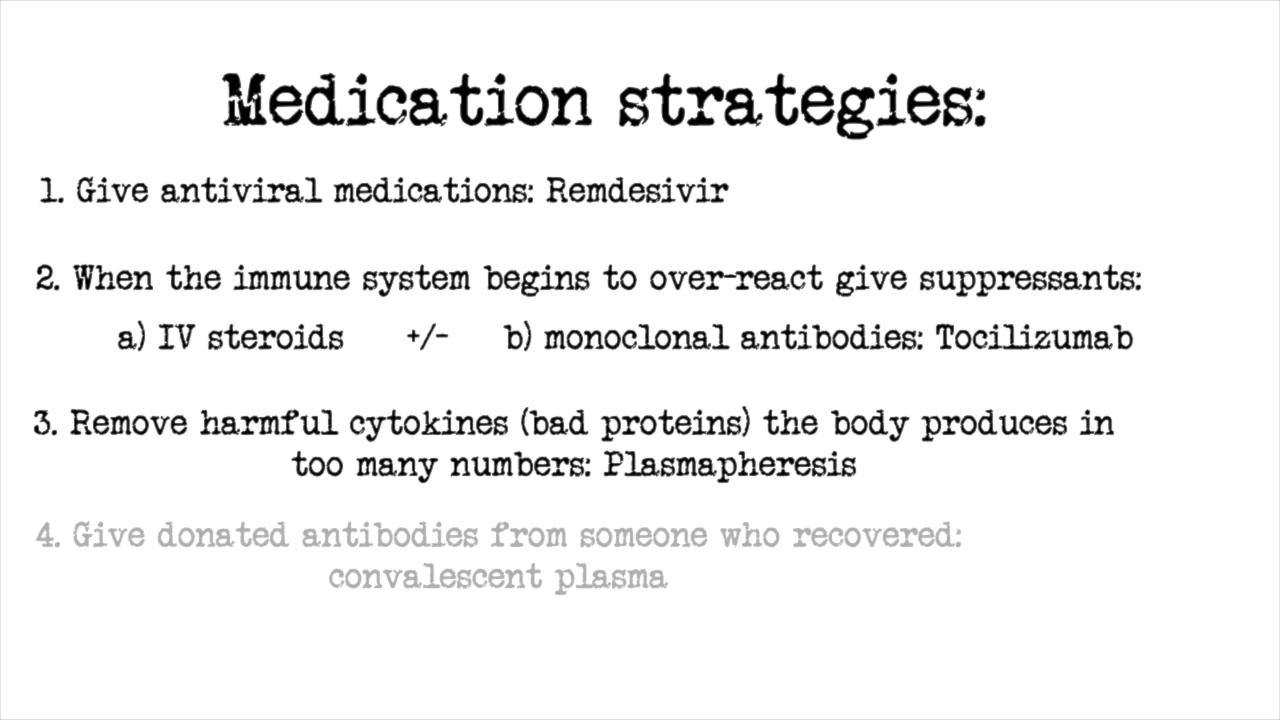 Medication strategies:
1. Give antiviral medications: Remdesivir
2. When the immune system begins to over-react give suppressants:
a) IV steroids +/- b) monoclonal antibodies: Tocilizumab
3. Remove harmful cytokines (bad proteins) the body produces in
too many numbers: Plasmapheresis
4. Give donated antibodies from someone who recovered:
convalescent plasma